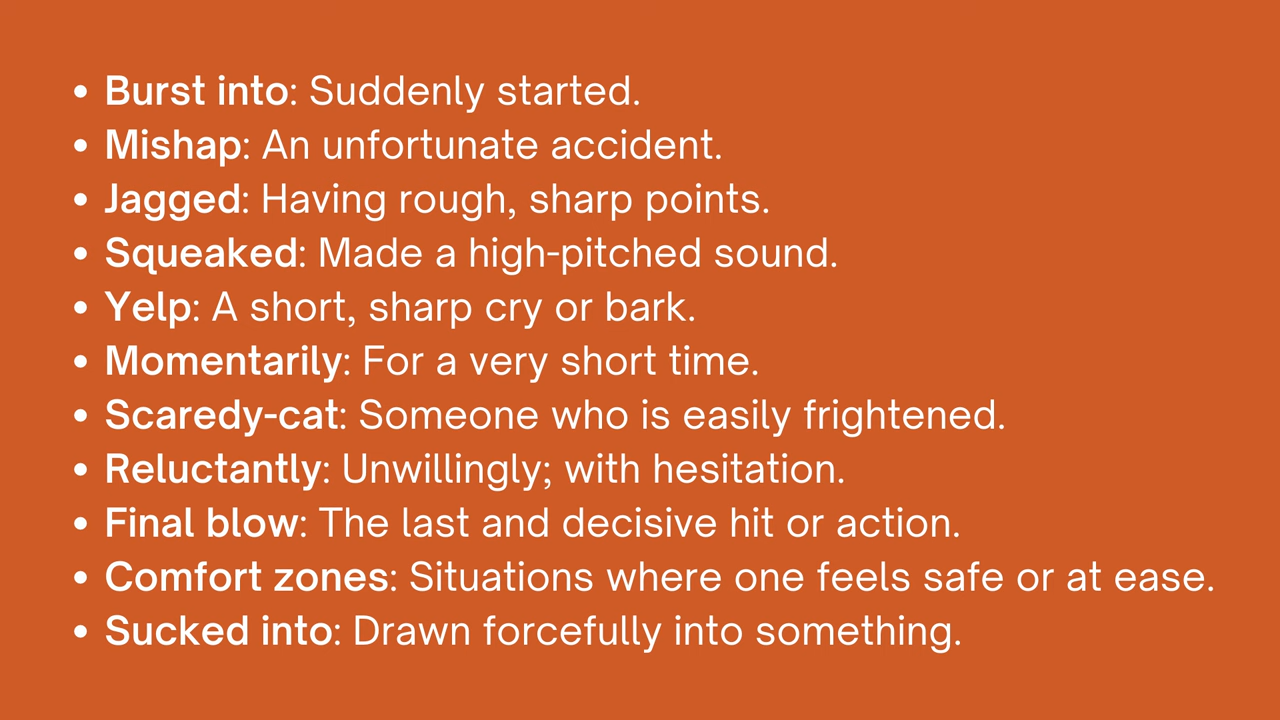 • Burst into: Suddenly started.
• Mishap: An unfortunate accident.
• Jagged: Having rough, sharp points.
• Squeaked: Made a high-pitched sound.
• Yelp: A short, sharp cry or bark.
• Momentarily: For a very short time.
• Scaredy-cat: Someone who is easily frightened.
• Reluctantly: Unwillingly; with hesitation.
• Final blow: The last and decisive hit or action.
• Comfort zones: Situations where one feels safe or at ease.
• Sucked into: Drawn forcefully into something.